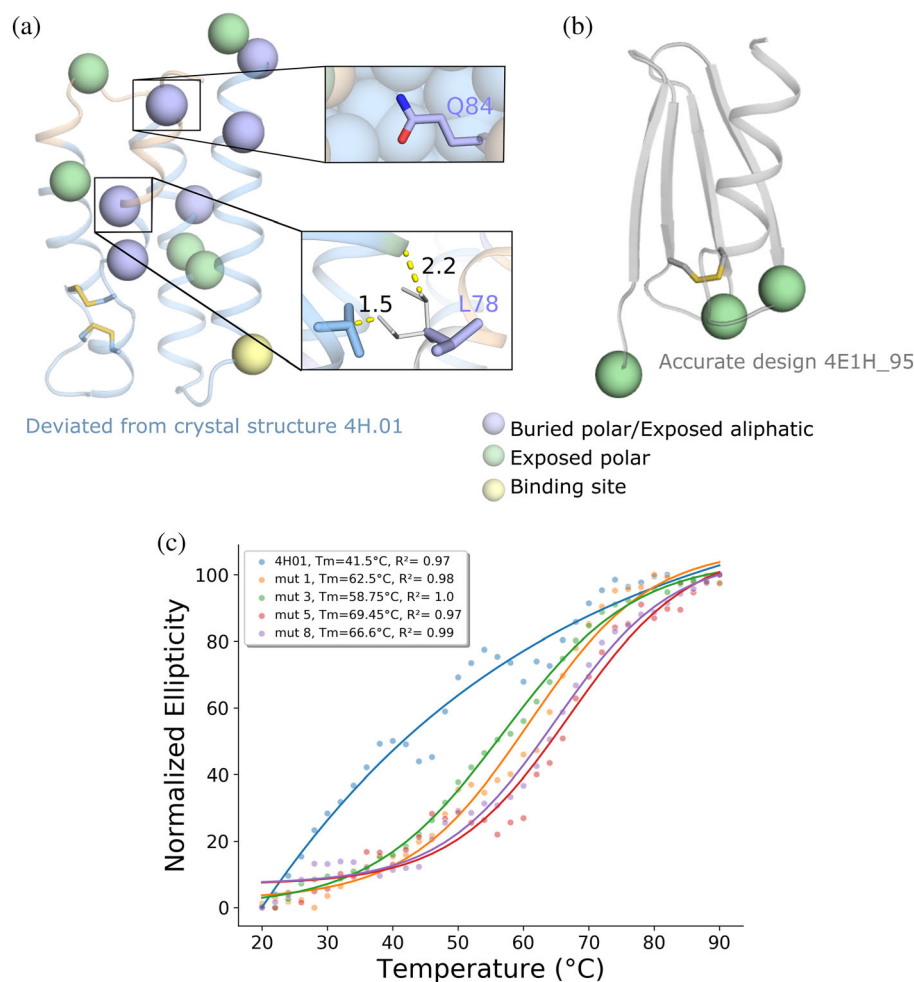 (a)
(b)
Q84
2.2
1.5
L78
Accurate design 4E1H_95
Deviated from crystal structure 4H.01
Buried polar/Exposed aliphatic
Exposed polar
Binding site
(c)
4H01, Tm=41.5°C, R²= 0.97
mut 1, Tm=62.5°C, R²= 0.98
mut 3, Tm=58.75°C, R²= 1.0
mut 5, Tm=69.45°C, R²= 0.97
mut 8, Tm=66.6°C, R²= 0.99
Normalized Ellipticity
100
80
60
40
20
0
20 30 40 50 60 70 80 90
Temperature (°C)